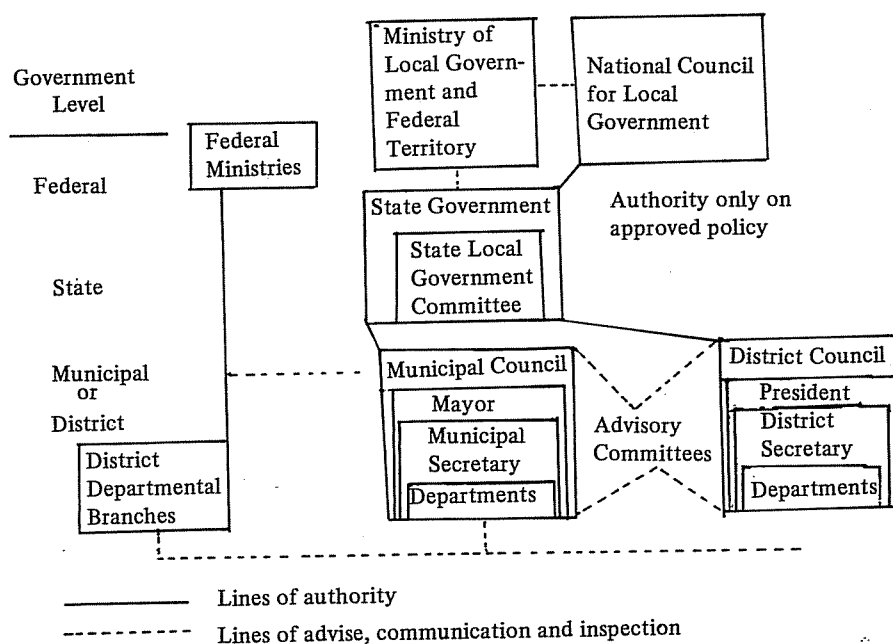 Government
Level
Federal
State
Municipal
or
District
Federal
Ministries
District
Departmental
Branches
Ministry of
Local Govern-
ment and
Federal
Territory
National Council
for Local
Government
State Government
State Local
Government
Committee
Authority only on
approved policy
Municipal Council
Mayor
Municipal
Secretary
Departments
Advisory
Committees
District Council
President
District
Secretary
Departments
Lines of authority
Lines of advise, communication and inspection